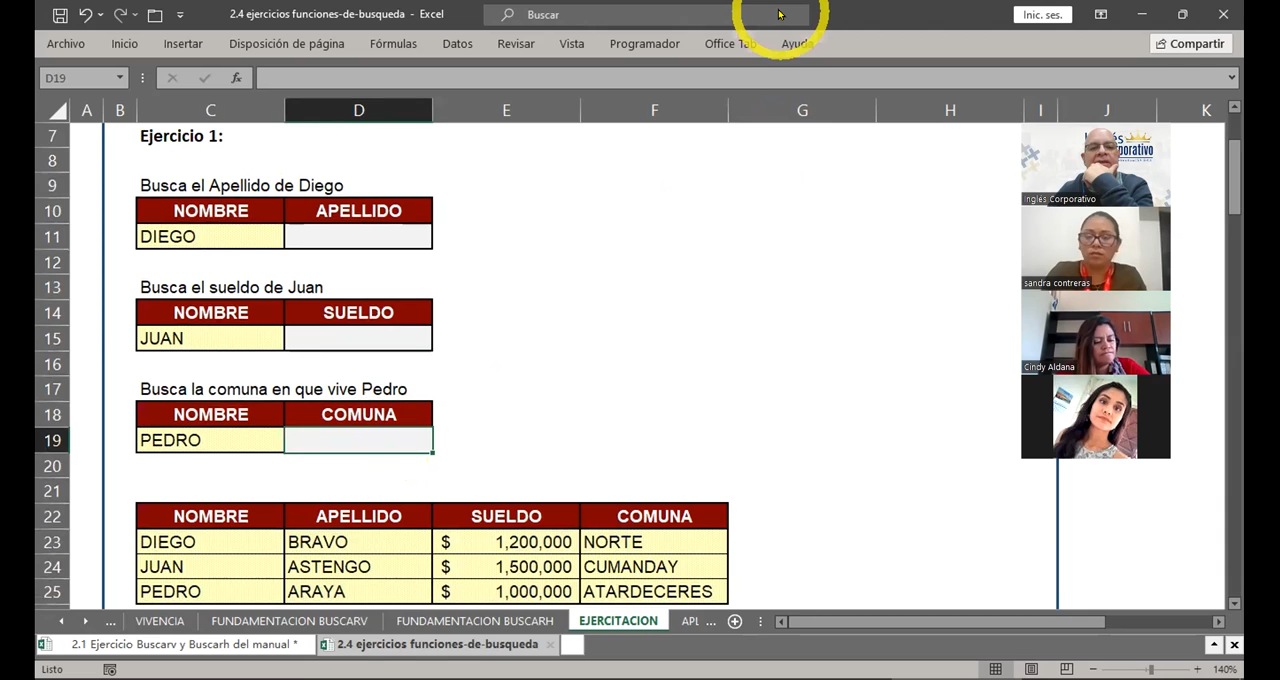 2.4 ejercicios funciones-de-busqueda - Excel
Buscar
Inic. ses.
Archivo Inicio Insertar Disposición de página Fórmulas Datos Revisar Vista Programador Office Tab Ayuda
Compartir
D19
fx
A B C D E F G H I J K
7 Ejercicio 1:
8
9 Busca el Apellido de Diego
10 NOMBRE APELLIDO
11 DIEGO
12
13 Busca el sueldo de Juan
14 NOMBRE SUELDO
15 JUAN
16
17 Busca la comuna en que vive Pedro
18 NOMBRE COMUNA
19 PEDRO
20
21
22 NOMBRE APELLIDO SUELDO COMUNA
23 DIEGO BRAVO $ 1,200,000 NORTE
24 JUAN ASTENGO $ 1,500,000 CUMANDAY
25 PEDRO ARAYA $ 1,000,000 ATARDECERES
Inglés Corporativo
sandra contreras
Cindy Aldana
... VIVENCIA FUNDAMENTACION BUSCARV FUNDAMENTACION BUSCARH EJERCITACION APL ...
2.1 Ejercicio Buscarv y Buscarh del manual *
2.4 ejercicios funciones-de-busqueda
Listo
140%